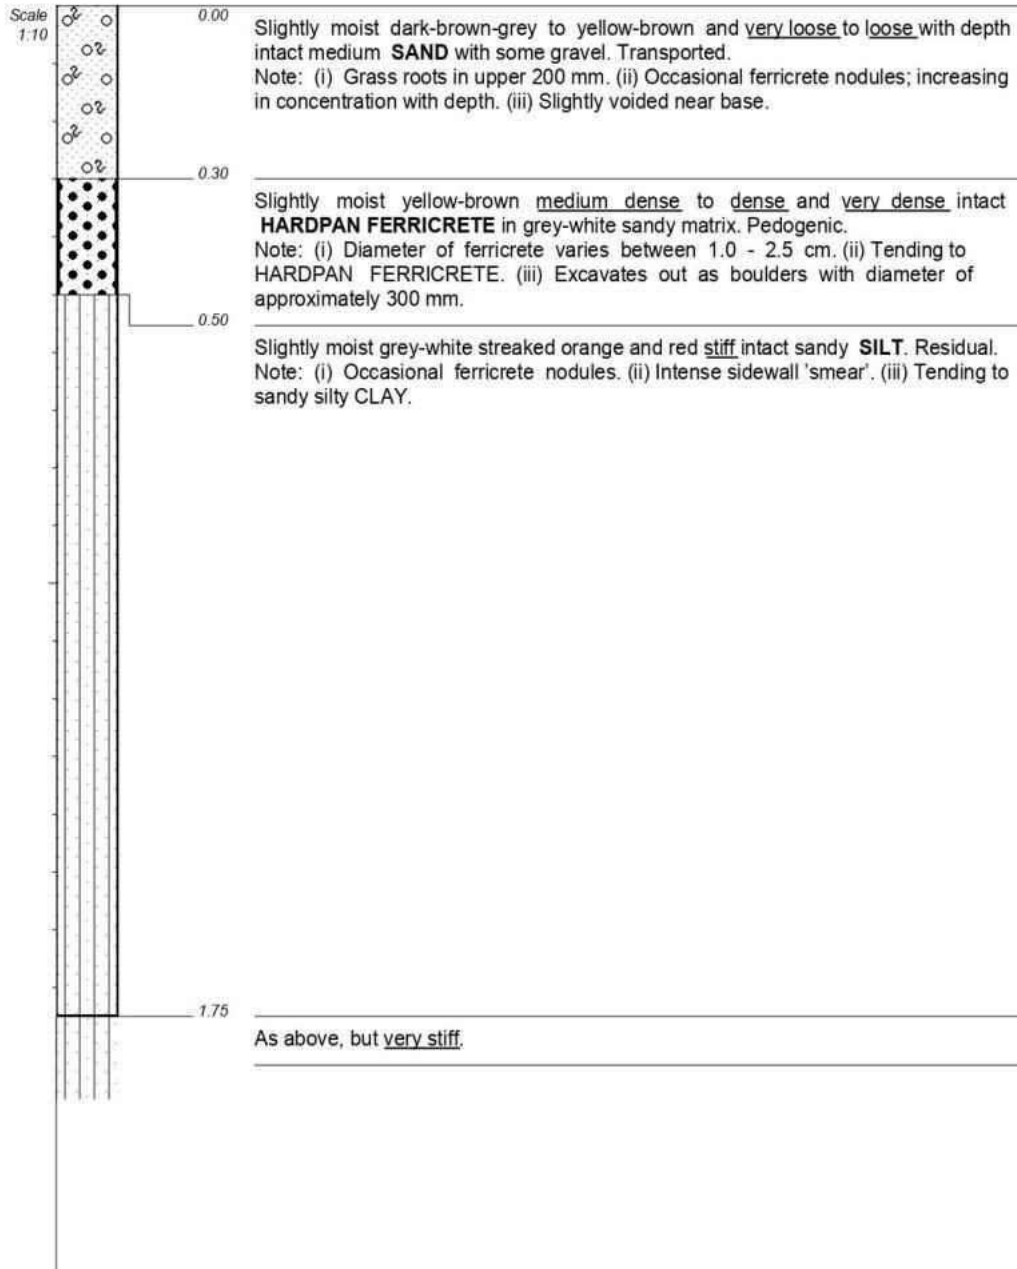 Scale
1:10
0.00
Slightly moist dark-brown-grey to yellow-brown and very loose to loose with depth
intact medium SAND with some gravel. Transported.
Note: (i) Grass roots in upper 200 mm. (ii) Occasional ferricrete nodules; increasing
in concentration with depth. (iii) Slightly voided near base.
0.30
Slightly moist yellow-brown medium dense to dense and very dense intact
HARDPAN FERRICRETE in grey-white sandy matrix. Pedogenic.
Note: (i) Diameter of ferricrete varies between 1.0 - 2.5 cm. (ii) Tending to
HARDPAN FERRICRETE. (iii) Excavates out as boulders with diameter of
approximately 300 mm.
0.50
Slightly moist grey-white streaked orange and red stiff intact sandy SILT. Residual.
Note: (i) Occasional ferricrete nodules. (ii) Intense sidewall 'smear'. (iii) Tending to
sandy silty CLAY.
1.75
As above, but very stiff.